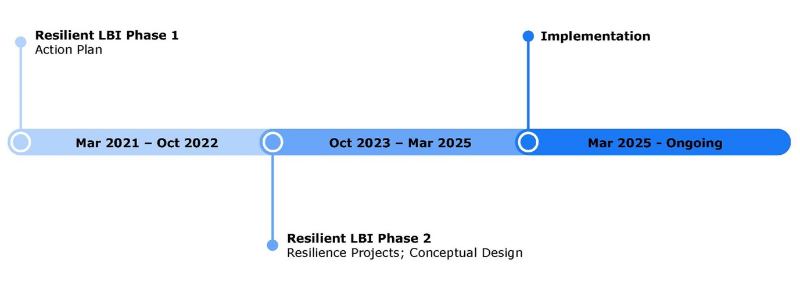 Resilient LBI Phase 1
Action Plan
Implementation
Mar 2021 – Oct 2022
Oct 2023 – Mar 2025
Mar 2025 - Ongoing
Resilient LBI Phase 2
Resilience Projects; Conceptual Design